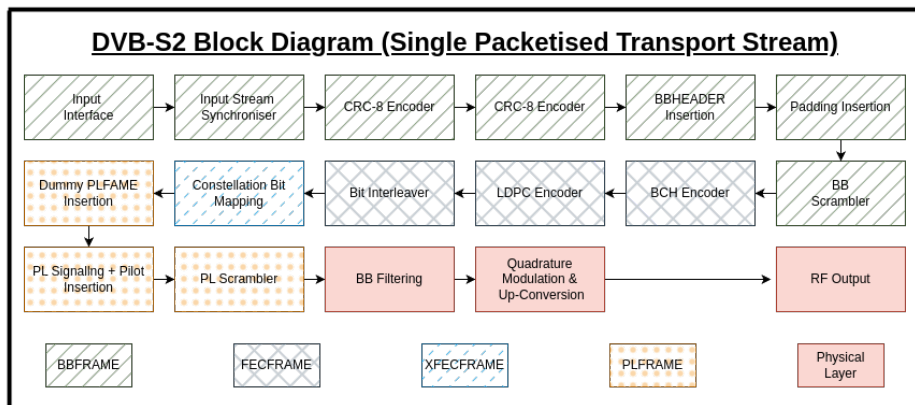 DVB-S2 Block Diagram (Single Packetised Transport Stream)
Input
Interface
Input Stream
Synchroniser
CRC-8 Encoder
CRC-8 Encoder
BBHEADER
Insertion
Padding Insertion
Dummy PLFAME
Insertion
Constellation Bit
Mapping
Bit Interleaver
LDPC Encoder
BCH Encoder
BB
Scrambler
PL Signallng + Pilot
Insertion
PL Scrambler
BB Filtering
Quadrature
Modulation &
Up-Conversion
RF Output
BBFRAME
FECFRAME
XFECFRAME
PLFRAME
Physical
Layer